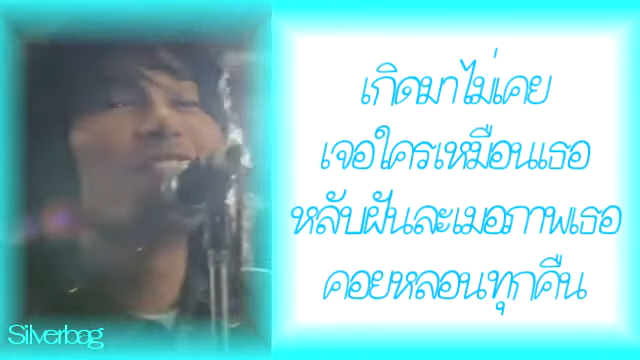 เกิดมาไม่เคย
เจอใครเหมือนเธอ
หลับฝันละเมอภาพเธอ
คอยหลอนทุกคืน
Silverbag